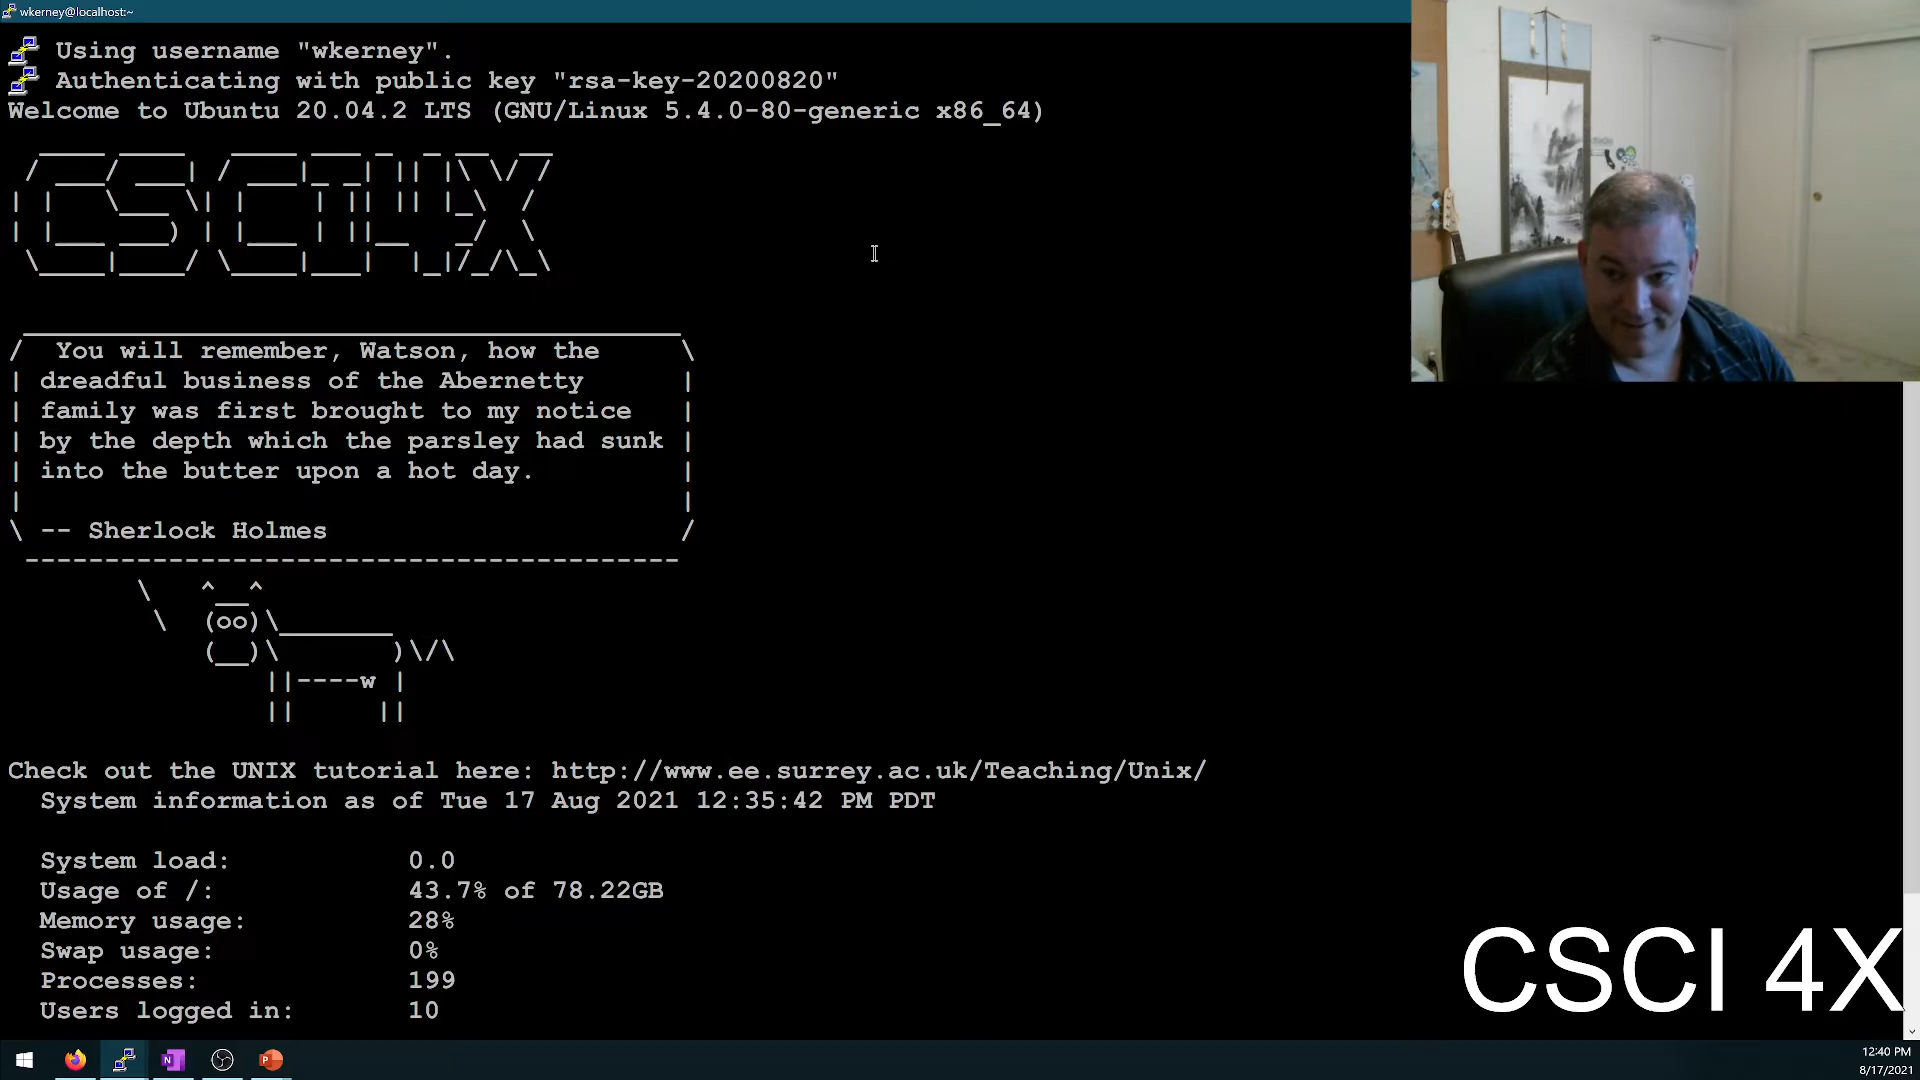 wkerney@localhost:~
Using username "wkerney".
Authenticating with public key "rsa-key-20200820"
Welcome to Ubuntu 20.04.2 LTS (GNU/Linux 5.4.0-80-generic x86_64)
CSCI4X
You will remember, Watson, how the
dreadful business of the Abernetty
family was first brought to my notice
by the depth which the parsley had sunk
into the butter upon a hot day.
-- Sherlock Holmes
Check out the UNIX tutorial here: http://www.ee.surrey.ac.uk/Teaching/Unix/
System information as of Tue 17 Aug 2021 12:35:42 PM PDT
System load: 0.0
Usage of /: 43.7% of 78.22GB
Memory usage: 28%
Swap usage: 0%
Processes: 199
Users logged in: 10
CSCI 4X
12:40 PM
8/17/2021